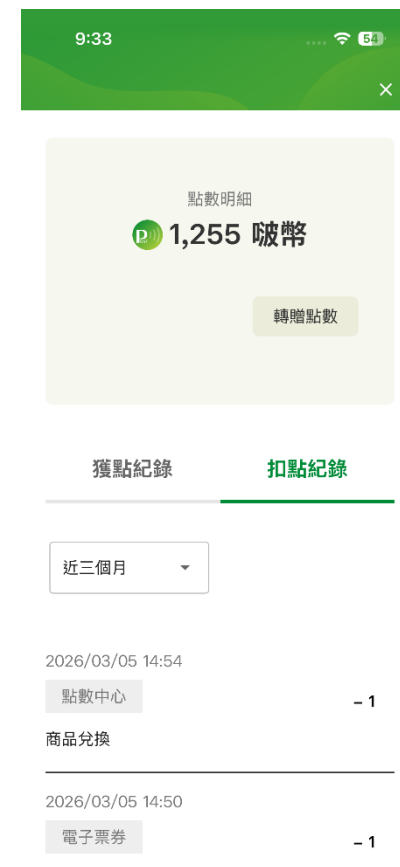 9:33
54
點數明細
P 1,255 啵幣
轉贈點數
獲點紀錄 扣點紀錄
近三個月
2026/03/05 14:54
點數中心
– 1
商品兌換
2026/03/05 14:50
電子票券
– 1